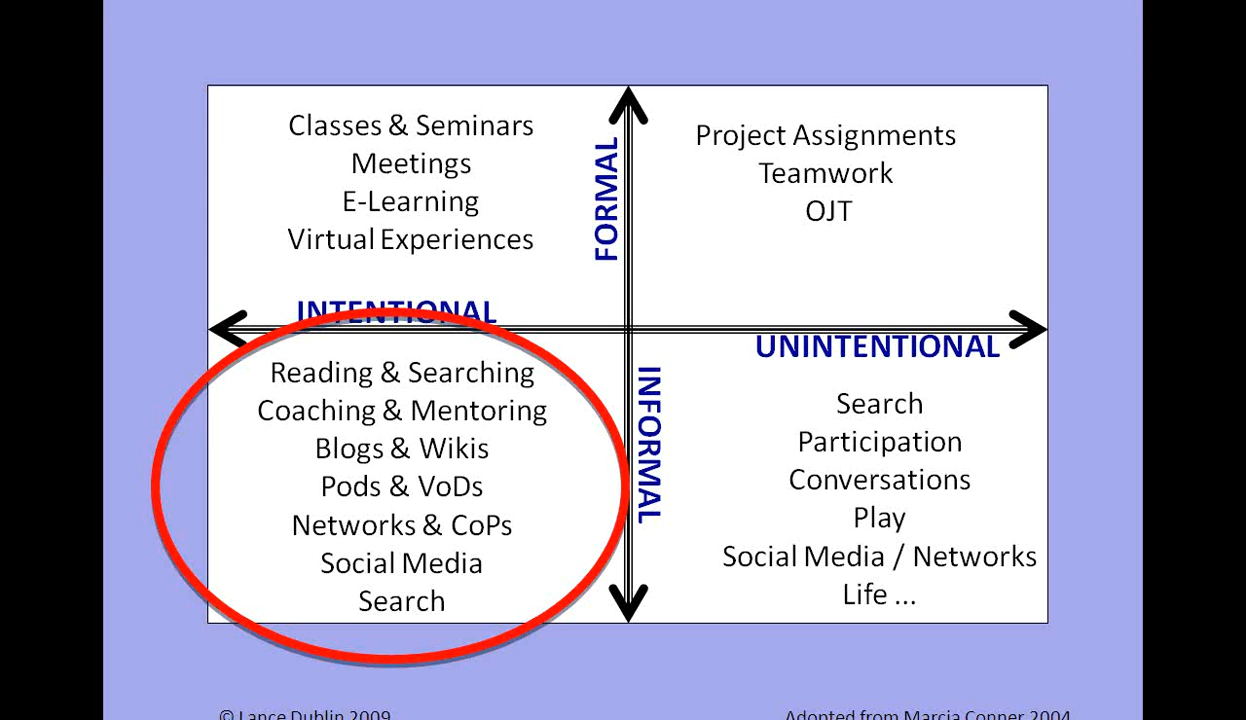 Classes & Seminars
Meetings
E-Learning
Virtual Experiences
FORMAL
Project Assignments
Teamwork
OJT
INTENTIONAL
UNINTENTIONAL
Reading & Searching
Coaching & Mentoring
Blogs & Wikis
Pods & VoDs
Networks & CoPs
Social Media
Search
INFORMAL
Search
Participation
Conversations
Play
Social Media / Networks
Life ...
© Lance Dublin 2009
Adopted from Marcia Conner 2004